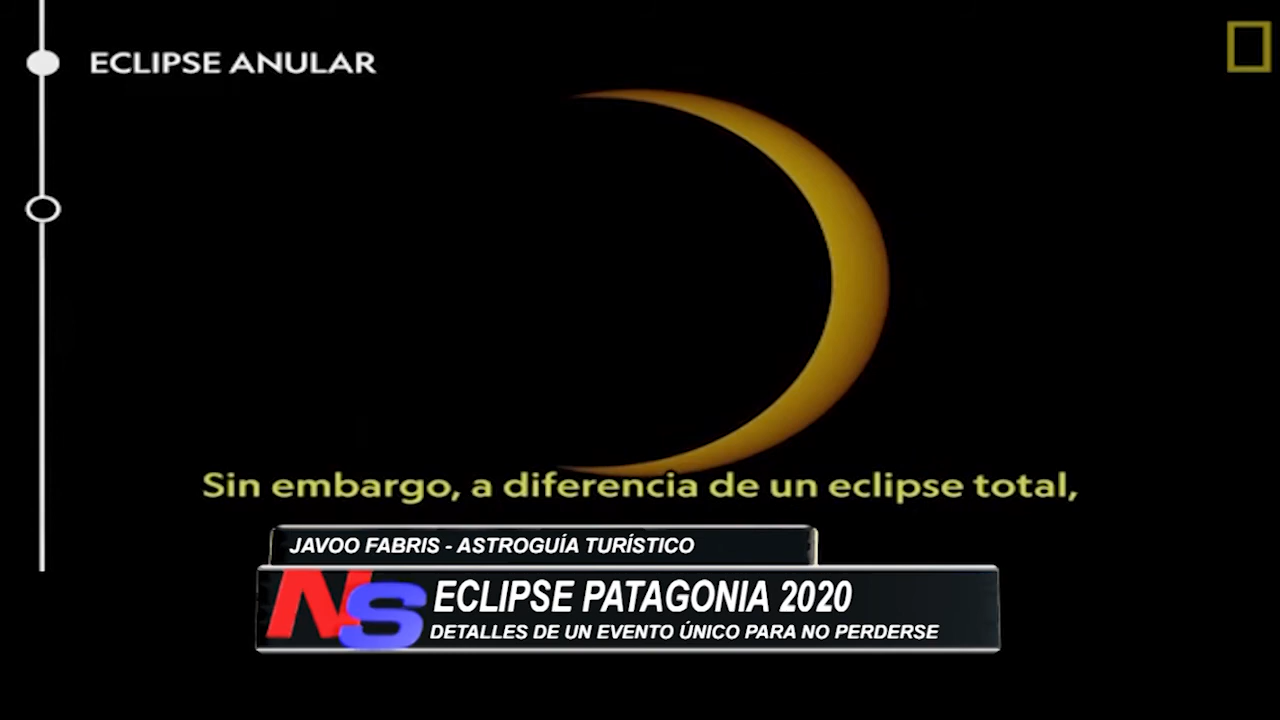 ECLIPSE ANULAR
Sin embargo, a diferencia de un eclipse total,
JAVOO FABRIS - ASTROGUÍA TURÍSTICO
NS
ECLIPSE PATAGONIA 2020
DETALLES DE UN EVENTO ÚNICO PARA NO PERDERSE